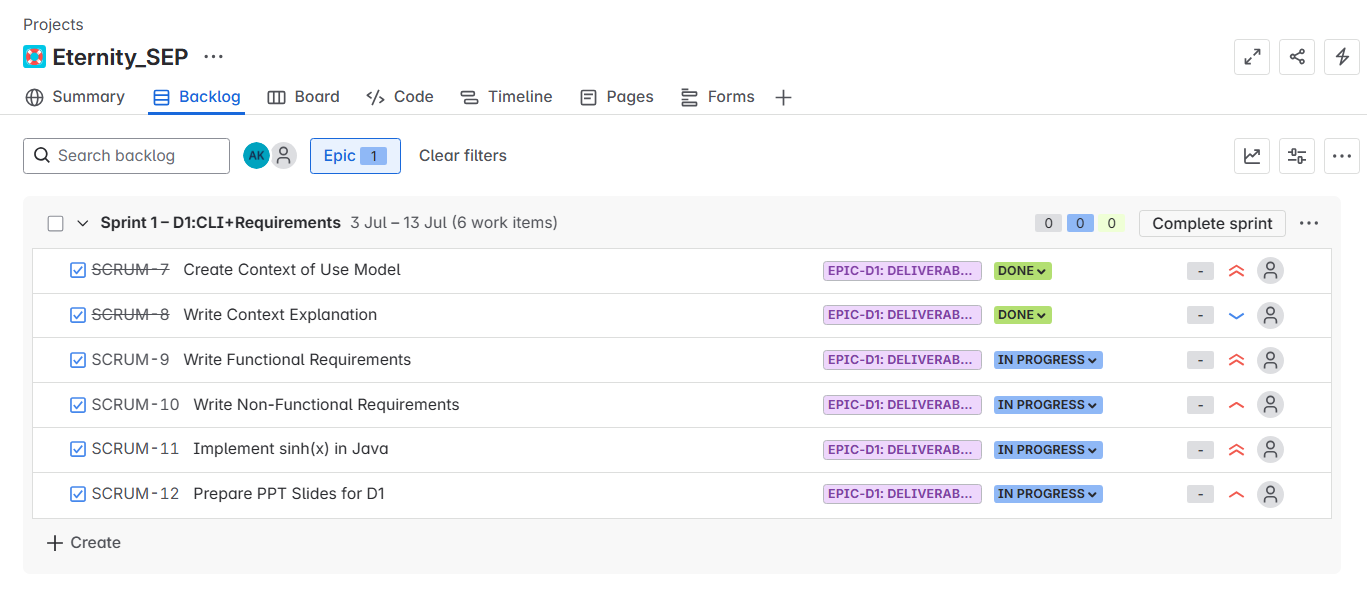 Projects
Eternity_SEP ···
Summary Backlog Board Code Timeline Pages Forms
Search backlog AK Epic 1 Clear filters
Sprint 1 – D1:CLI+Requirements 3 Jul – 13 Jul (6 work items) 0 0 0 Complete sprint ···
SCRUM-7 Create Context of Use Model EPIC-D1: DELIVERAB... DONE -
SCRUM-8 Write Context Explanation EPIC-D1: DELIVERAB... DONE -
SCRUM-9 Write Functional Requirements EPIC-D1: DELIVERAB... IN PROGRESS -
SCRUM-10 Write Non-Functional Requirements EPIC-D1: DELIVERAB... IN PROGRESS -
SCRUM-11 Implement sinh(x) in Java EPIC-D1: DELIVERAB... IN PROGRESS -
SCRUM-12 Prepare PPT Slides for D1 EPIC-D1: DELIVERAB... IN PROGRESS -
+ Create